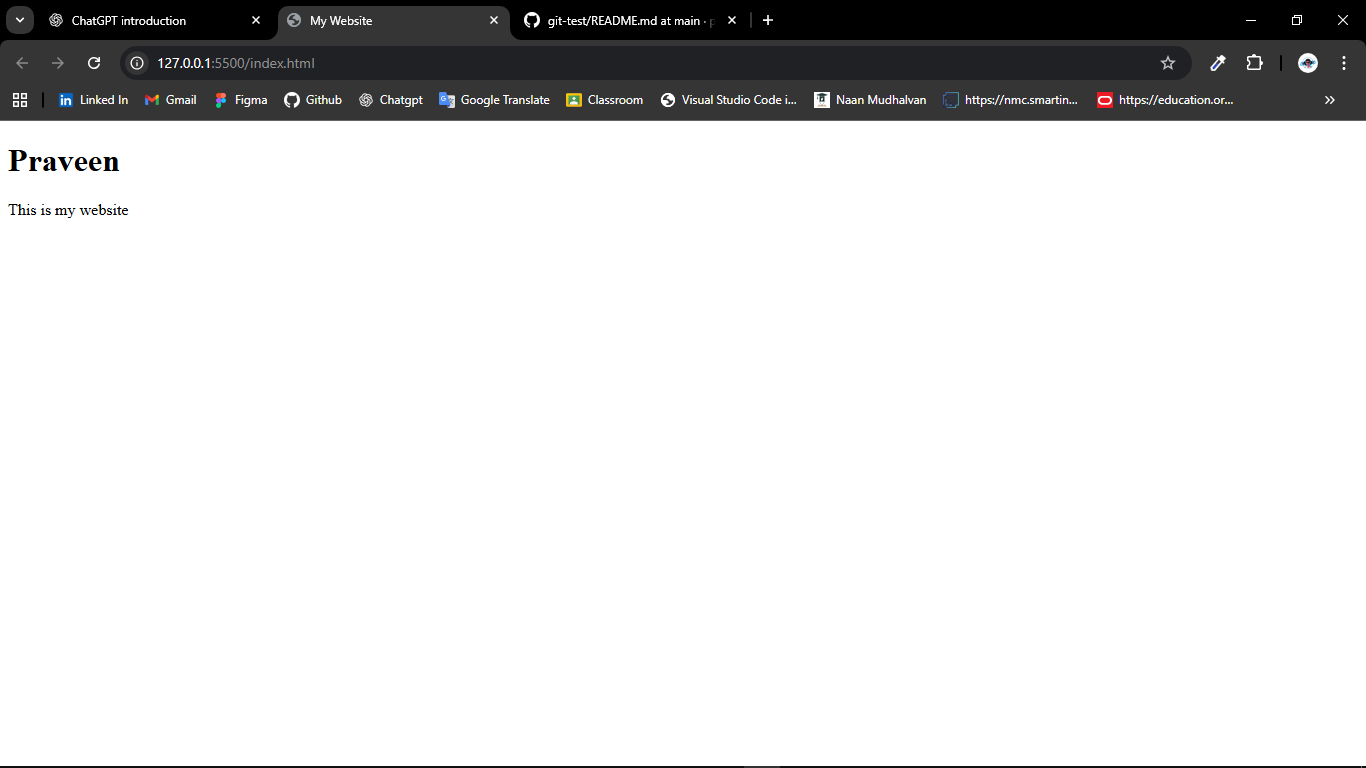 ChatGPT introduction
My Website
git-test/README.md at main ·
127.0.0.1:5500/index.html
Linked In Gmail Figma Github Chatgpt Google Translate Classroom Visual Studio Code i... Naan Mudhalvan https://nmc.smartin... https://education.or...
Praveen
This is my website